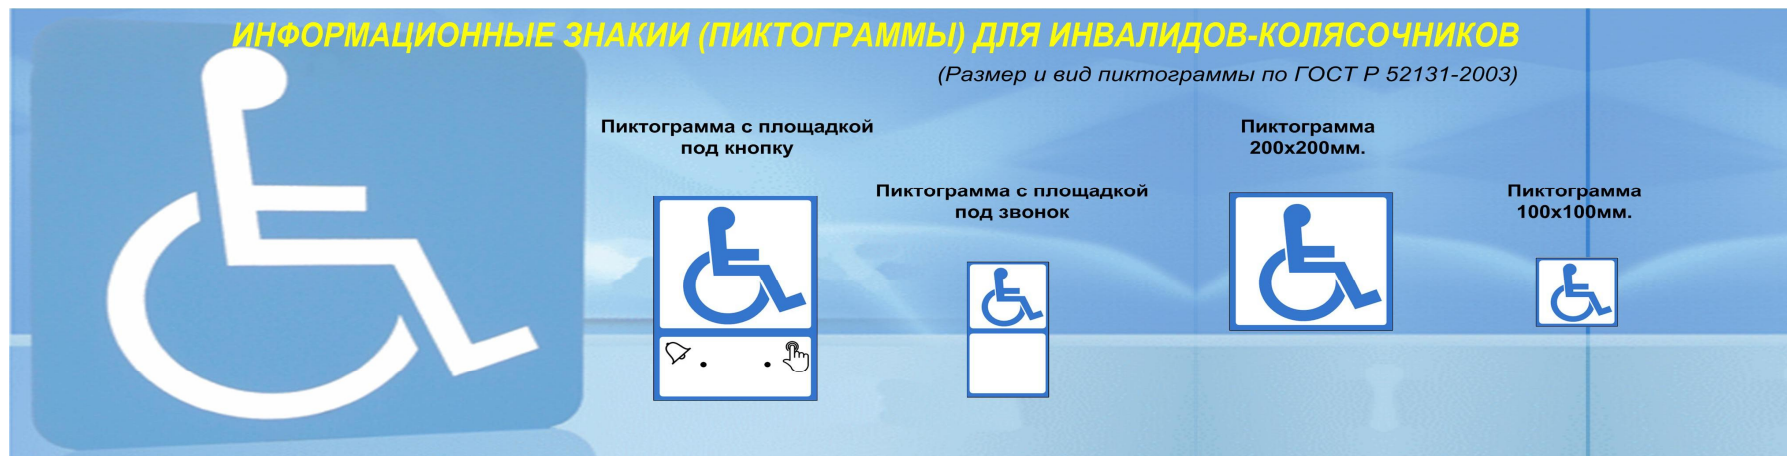 ИНФОРМАЦИОННЫЕ ЗНАКИИ (ПИКТОГРАММЫ) ДЛЯ ИНВАЛИДОВ-КОЛЯСОЧНИКОВ
(Размер и вид пиктограммы по ГОСТ Р 52131-2003)
Пиктограмма с площадкой
под кнопку
Пиктограмма с площадкой
под звонок
Пиктограмма
200х200мм.
Пиктограмма
100х100мм.